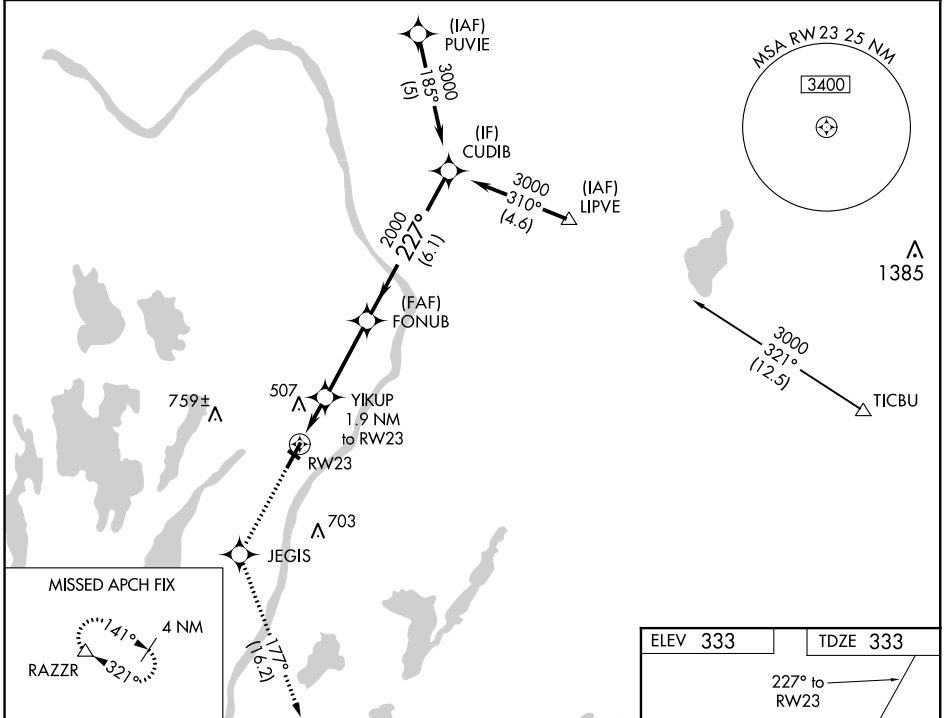 (IAF)
PUVIE
3000
185°
(5)
(IF)
CUDIB
3000
310°
(4.6)
(IAF)
LIPVE
MSA RW 23 25 NM
3400
1385
2000
227°
(6.1)
(FAF)
FONUB
3000
321°
(12.5)
TICBU
759±
507
YIKUP
1.9 NM
to RW23
RW23
703
JEGIS
177°
(16.2)
MISSED APCH FIX
141°
4 NM
321°
RAZZR
ELEV 333
TDZE 333
227° to
RW23